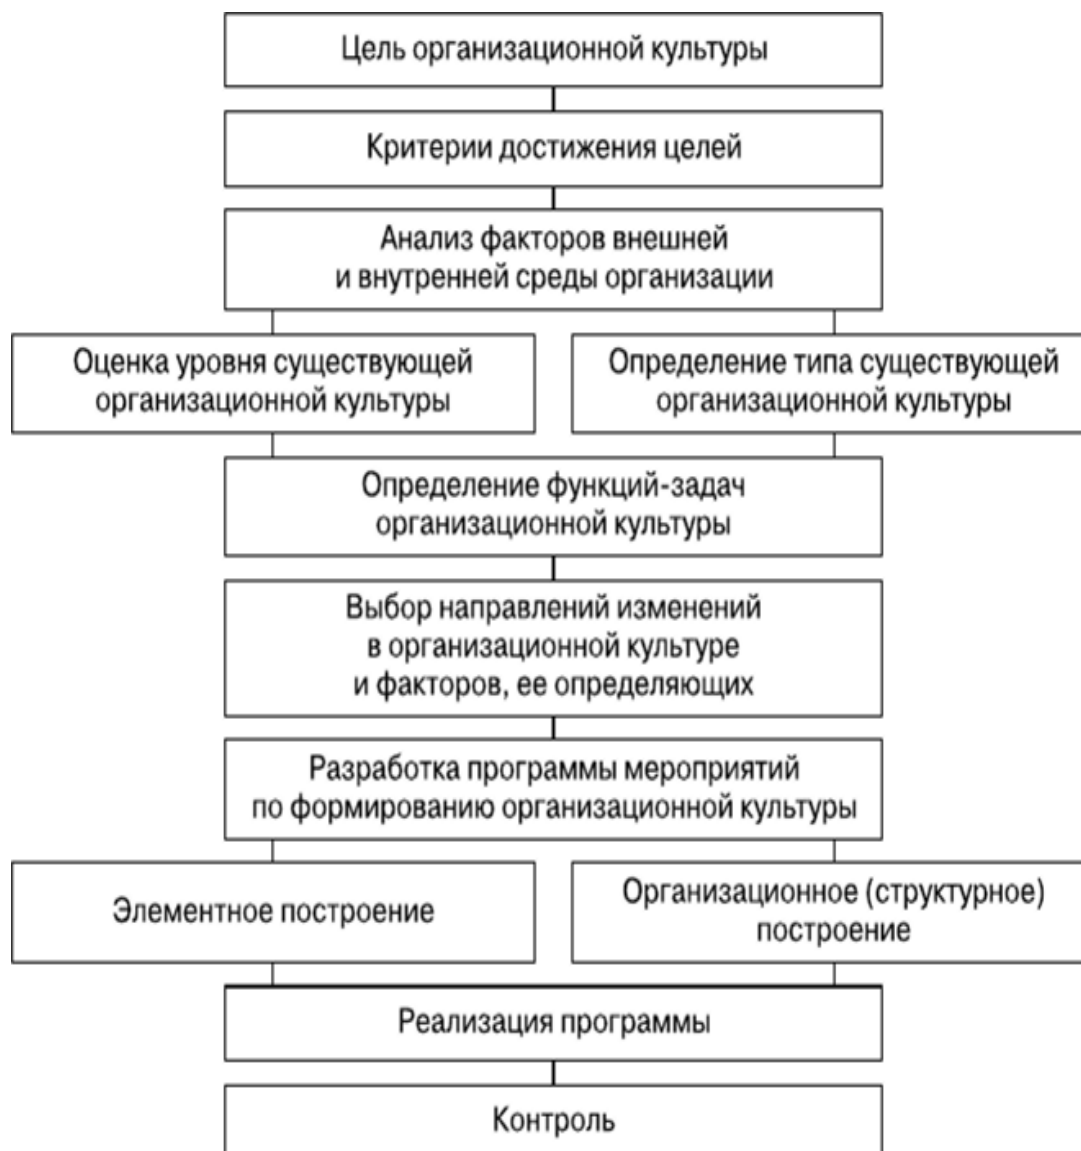 Цель организационной культуры
Критерии достижения целей
Анализ факторов внешней
и внутренней среды организации
Оценка уровня существующей
организационной культуры
Определение типа существующей
организационной культуры
Определение функций-задач
организационной культуры
Выбор направлений изменений
в организационной культуре
и факторов, ее определяющих
Разработка программы мероприятий
по формированию организационной культуры
Элементное построение
Организационное (структурное)
построение
Реализация программы
Контроль